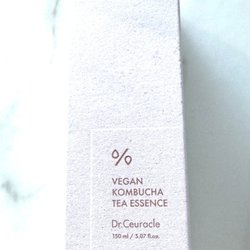 %
VEGAN
KOMBUCHA
TEA ESSENCE
Dr.Ceuracle
150 ml / 5.07 fl.oz.